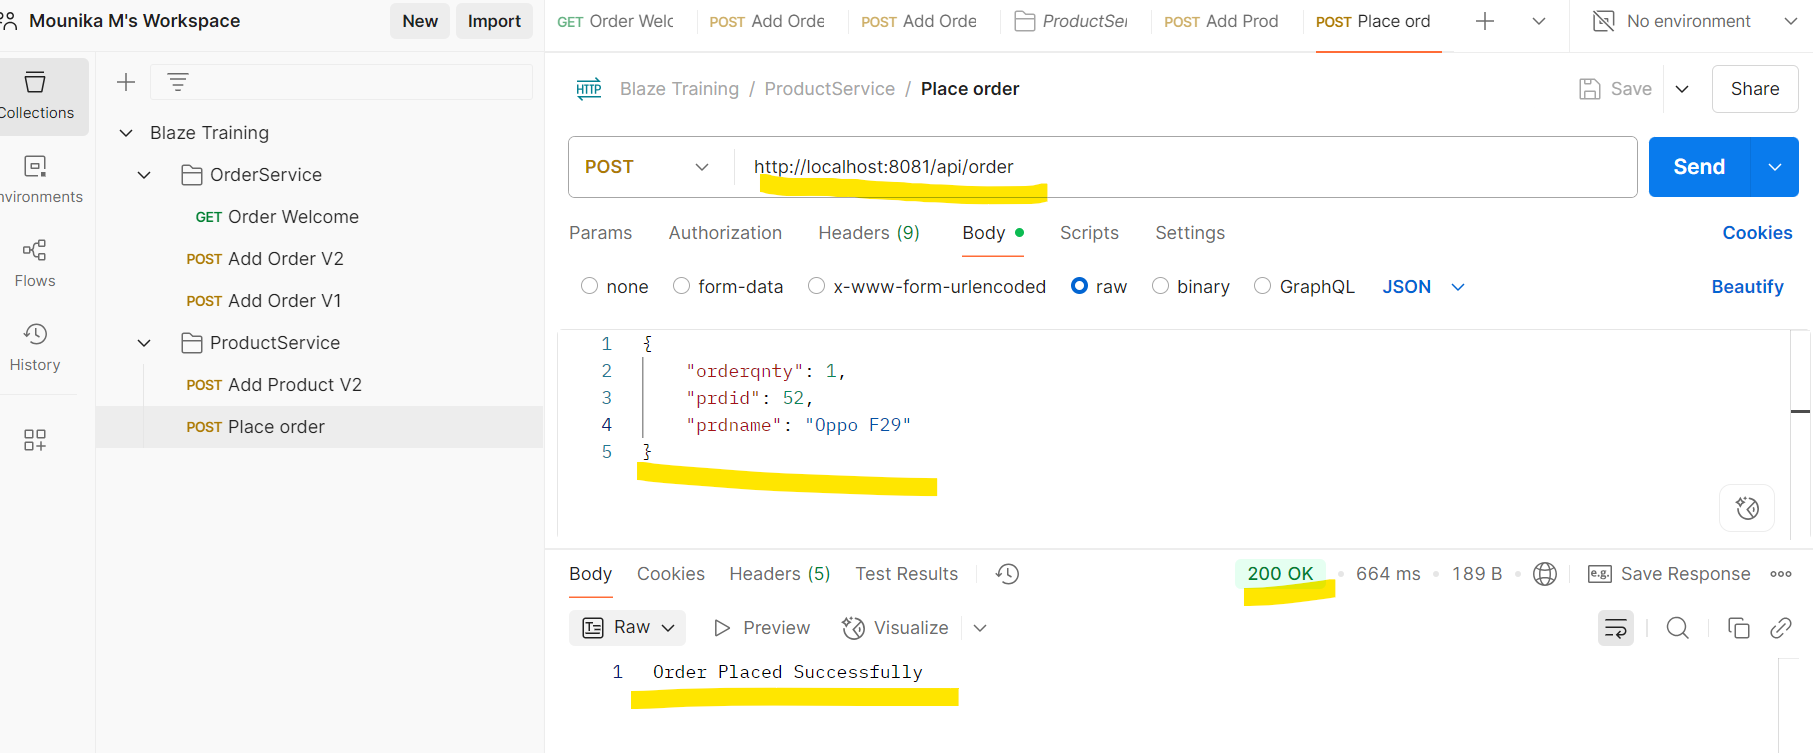 Mounika M's Workspace
New
Import
GET Order Welc
POST Add Orde
POST Add Orde
ProductSer
POST Add Prod
POST Place ord
No environment
Collections
Environments
Flows
History
Blaze Training
OrderService
GET Order Welcome
POST Add Order V2
POST Add Order V1
ProductService
POST Add Product V2
POST Place order
HTTP Blaze Training / ProductService / Place order
Save
Share
POST
http://localhost:8081/api/order
Send
Params Authorization Headers (9) Body Scripts Settings
Cookies
none form-data x-www-form-urlencoded raw binary GraphQL JSON
Beautify
1 {
2 "orderqnty": 1,
3 "prdid": 52,
4 "prdname": "Oppo F29"
5 }
Body Cookies Headers (5) Test Results
200 OK • 664 ms • 189 B •
e.g. Save Response
Raw Preview Visualize
1 Order Placed Successfully